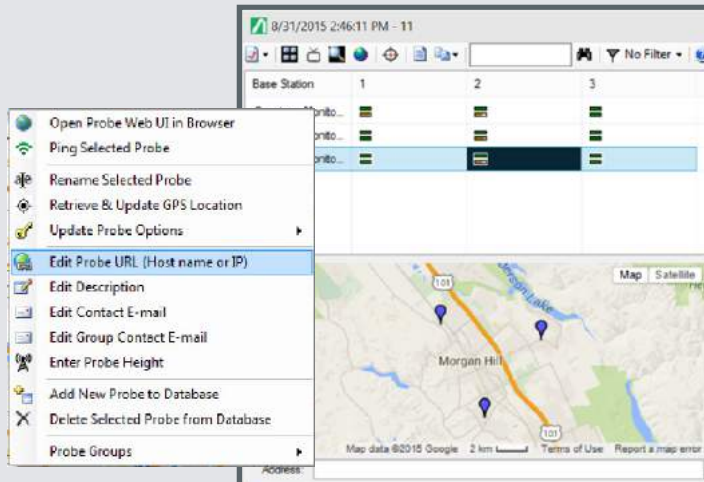 8/31/2015 2:46:11 PM - 11
No Filter
Base Station 1 2 3
Open Probe Web UI in Browser
Ping Selected Probe
Rename Selected Probe
Retrieve & Update GPS Location
Update Probe Options
Edit Probe URL (Host name or IP)
Edit Description
Edit Contact E-mail
Edit Group Contact E-mail
Enter Probe Height
Add New Probe to Database
Delete Selected Probe from Database
Probe Groups
Map Satellite
101
Lake
Morgan Hill
101
Map data ©2015 Google 2 km Terms of Use Report a map error
Address: